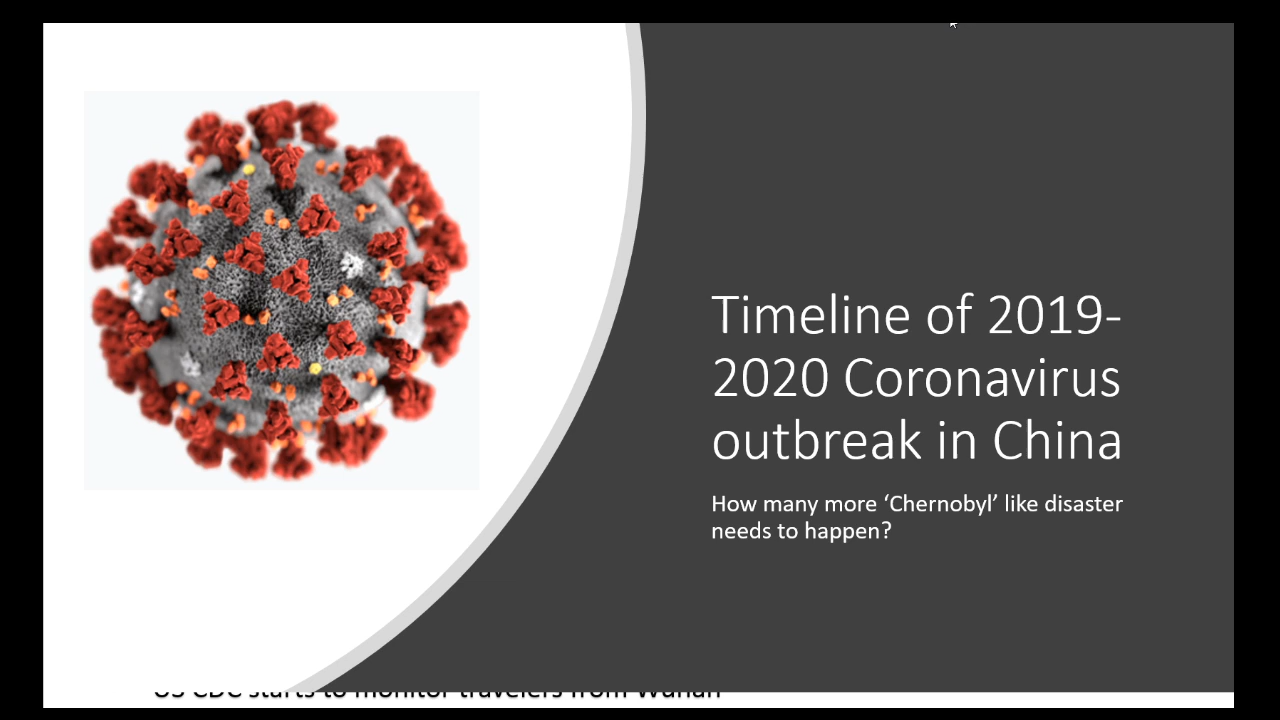 Timeline of 2019-
2020 Coronavirus
outbreak in China
How many more ‘Chernobyl’ like disaster
needs to happen?
US CDC starts to monitor travelers from Wuhan